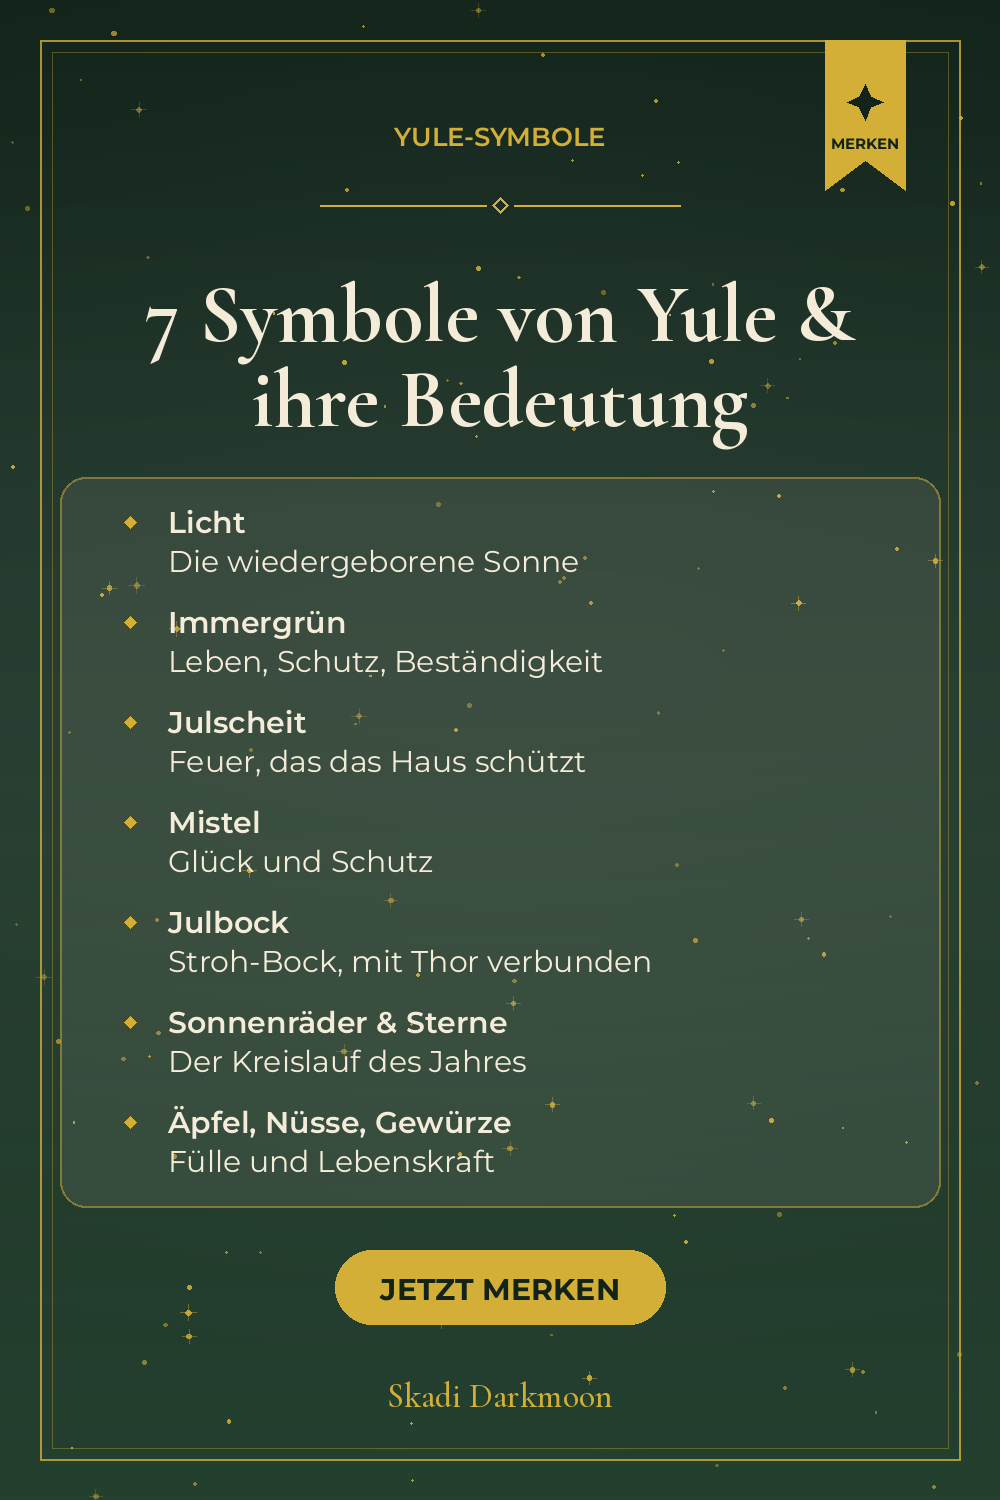 YULE-SYMBOLE
MERKEN
7 Symbole von Yule &
ihre Bedeutung
Licht
Die wiedergeborene Sonne
Immergrün
Leben, Schutz, Beständigkeit
Julscheit
Feuer, das das Haus schützt
Mistel
Glück und Schutz
Julbock
Stroh-Bock, mit Thor verbunden
Sonnenräder & Sterne
Der Kreislauf des Jahres
Äpfel, Nüsse, Gewürze
Fülle und Lebenskraft
JETZT MERKEN
Skadi Darkmoon